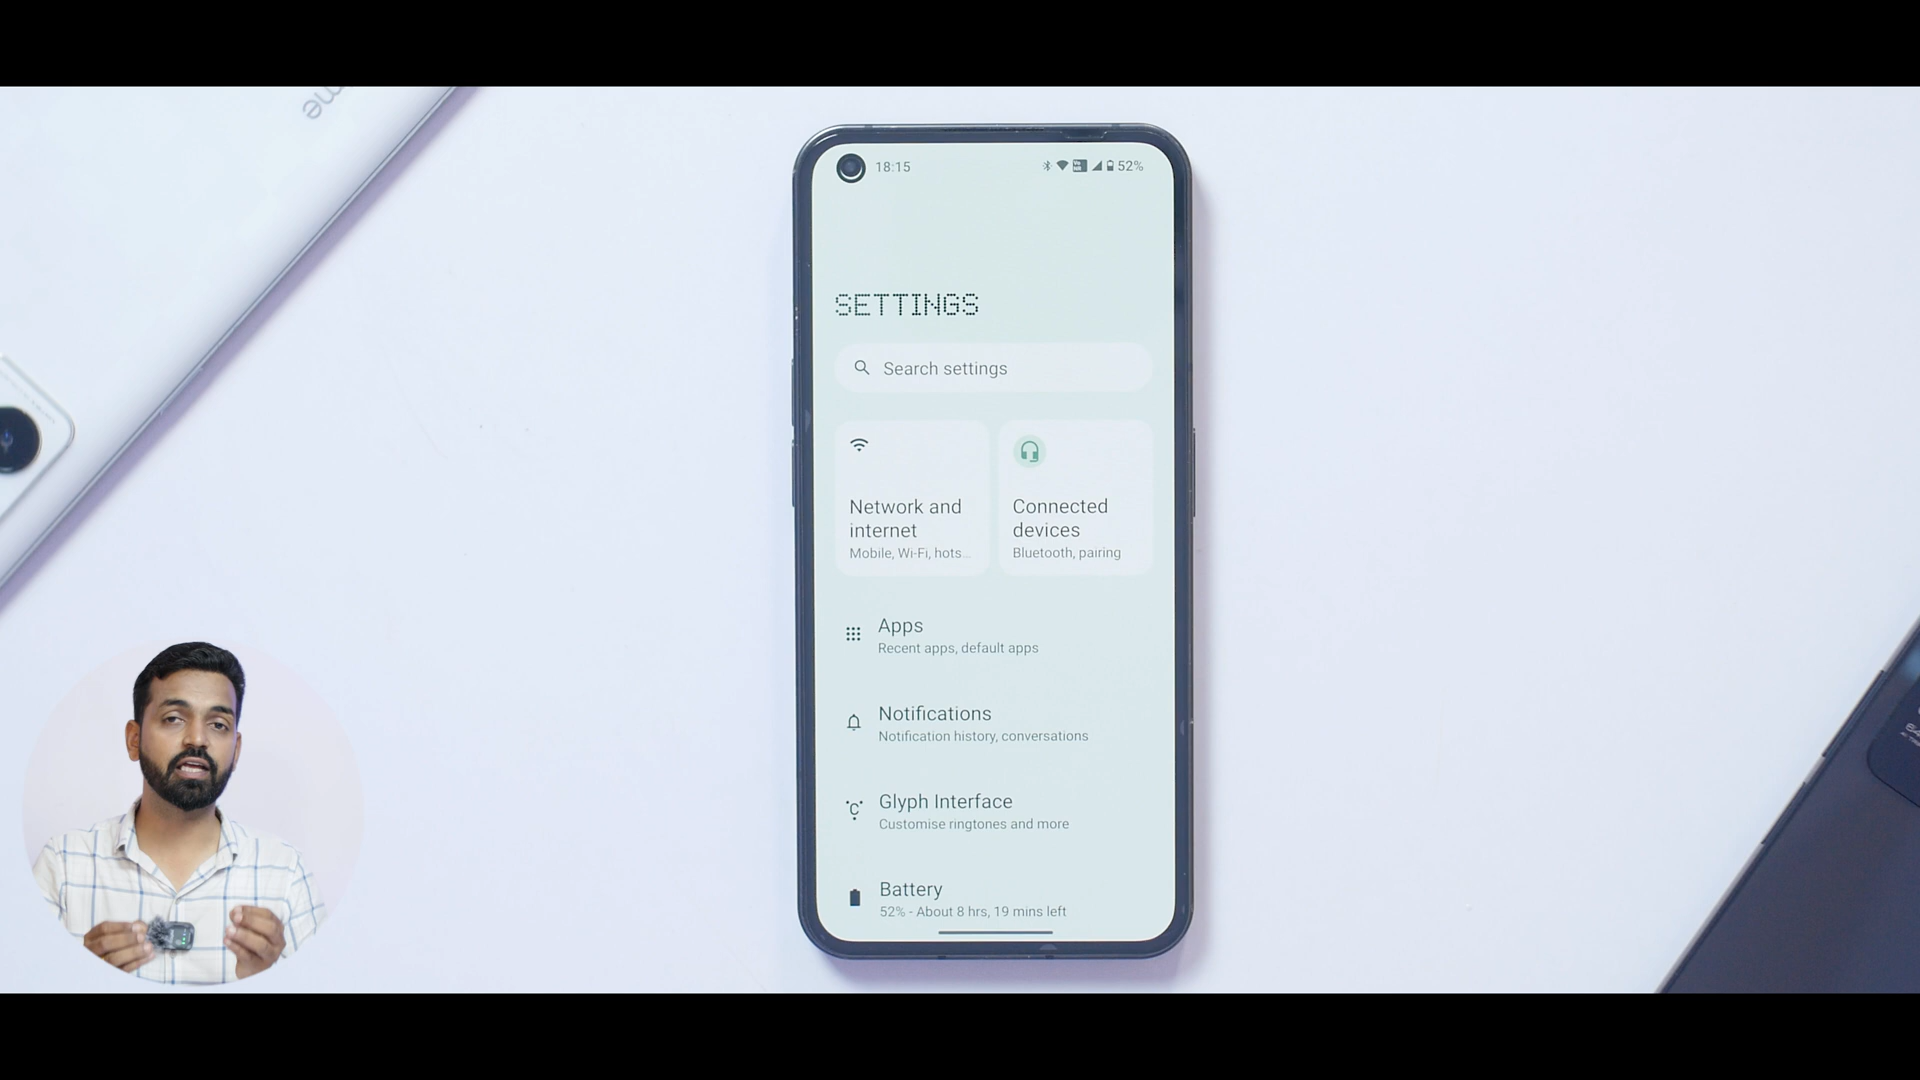 18:15
52%
SETTINGS
Search settings
Network and
internet
Mobile, Wi-Fi, hots...
Connected
devices
Bluetooth, pairing
Apps
Recent apps, default apps
Notifications
Notification history, conversations
Glyph Interface
Customise ringtones and more
Battery
52% - About 8 hrs, 19 mins left